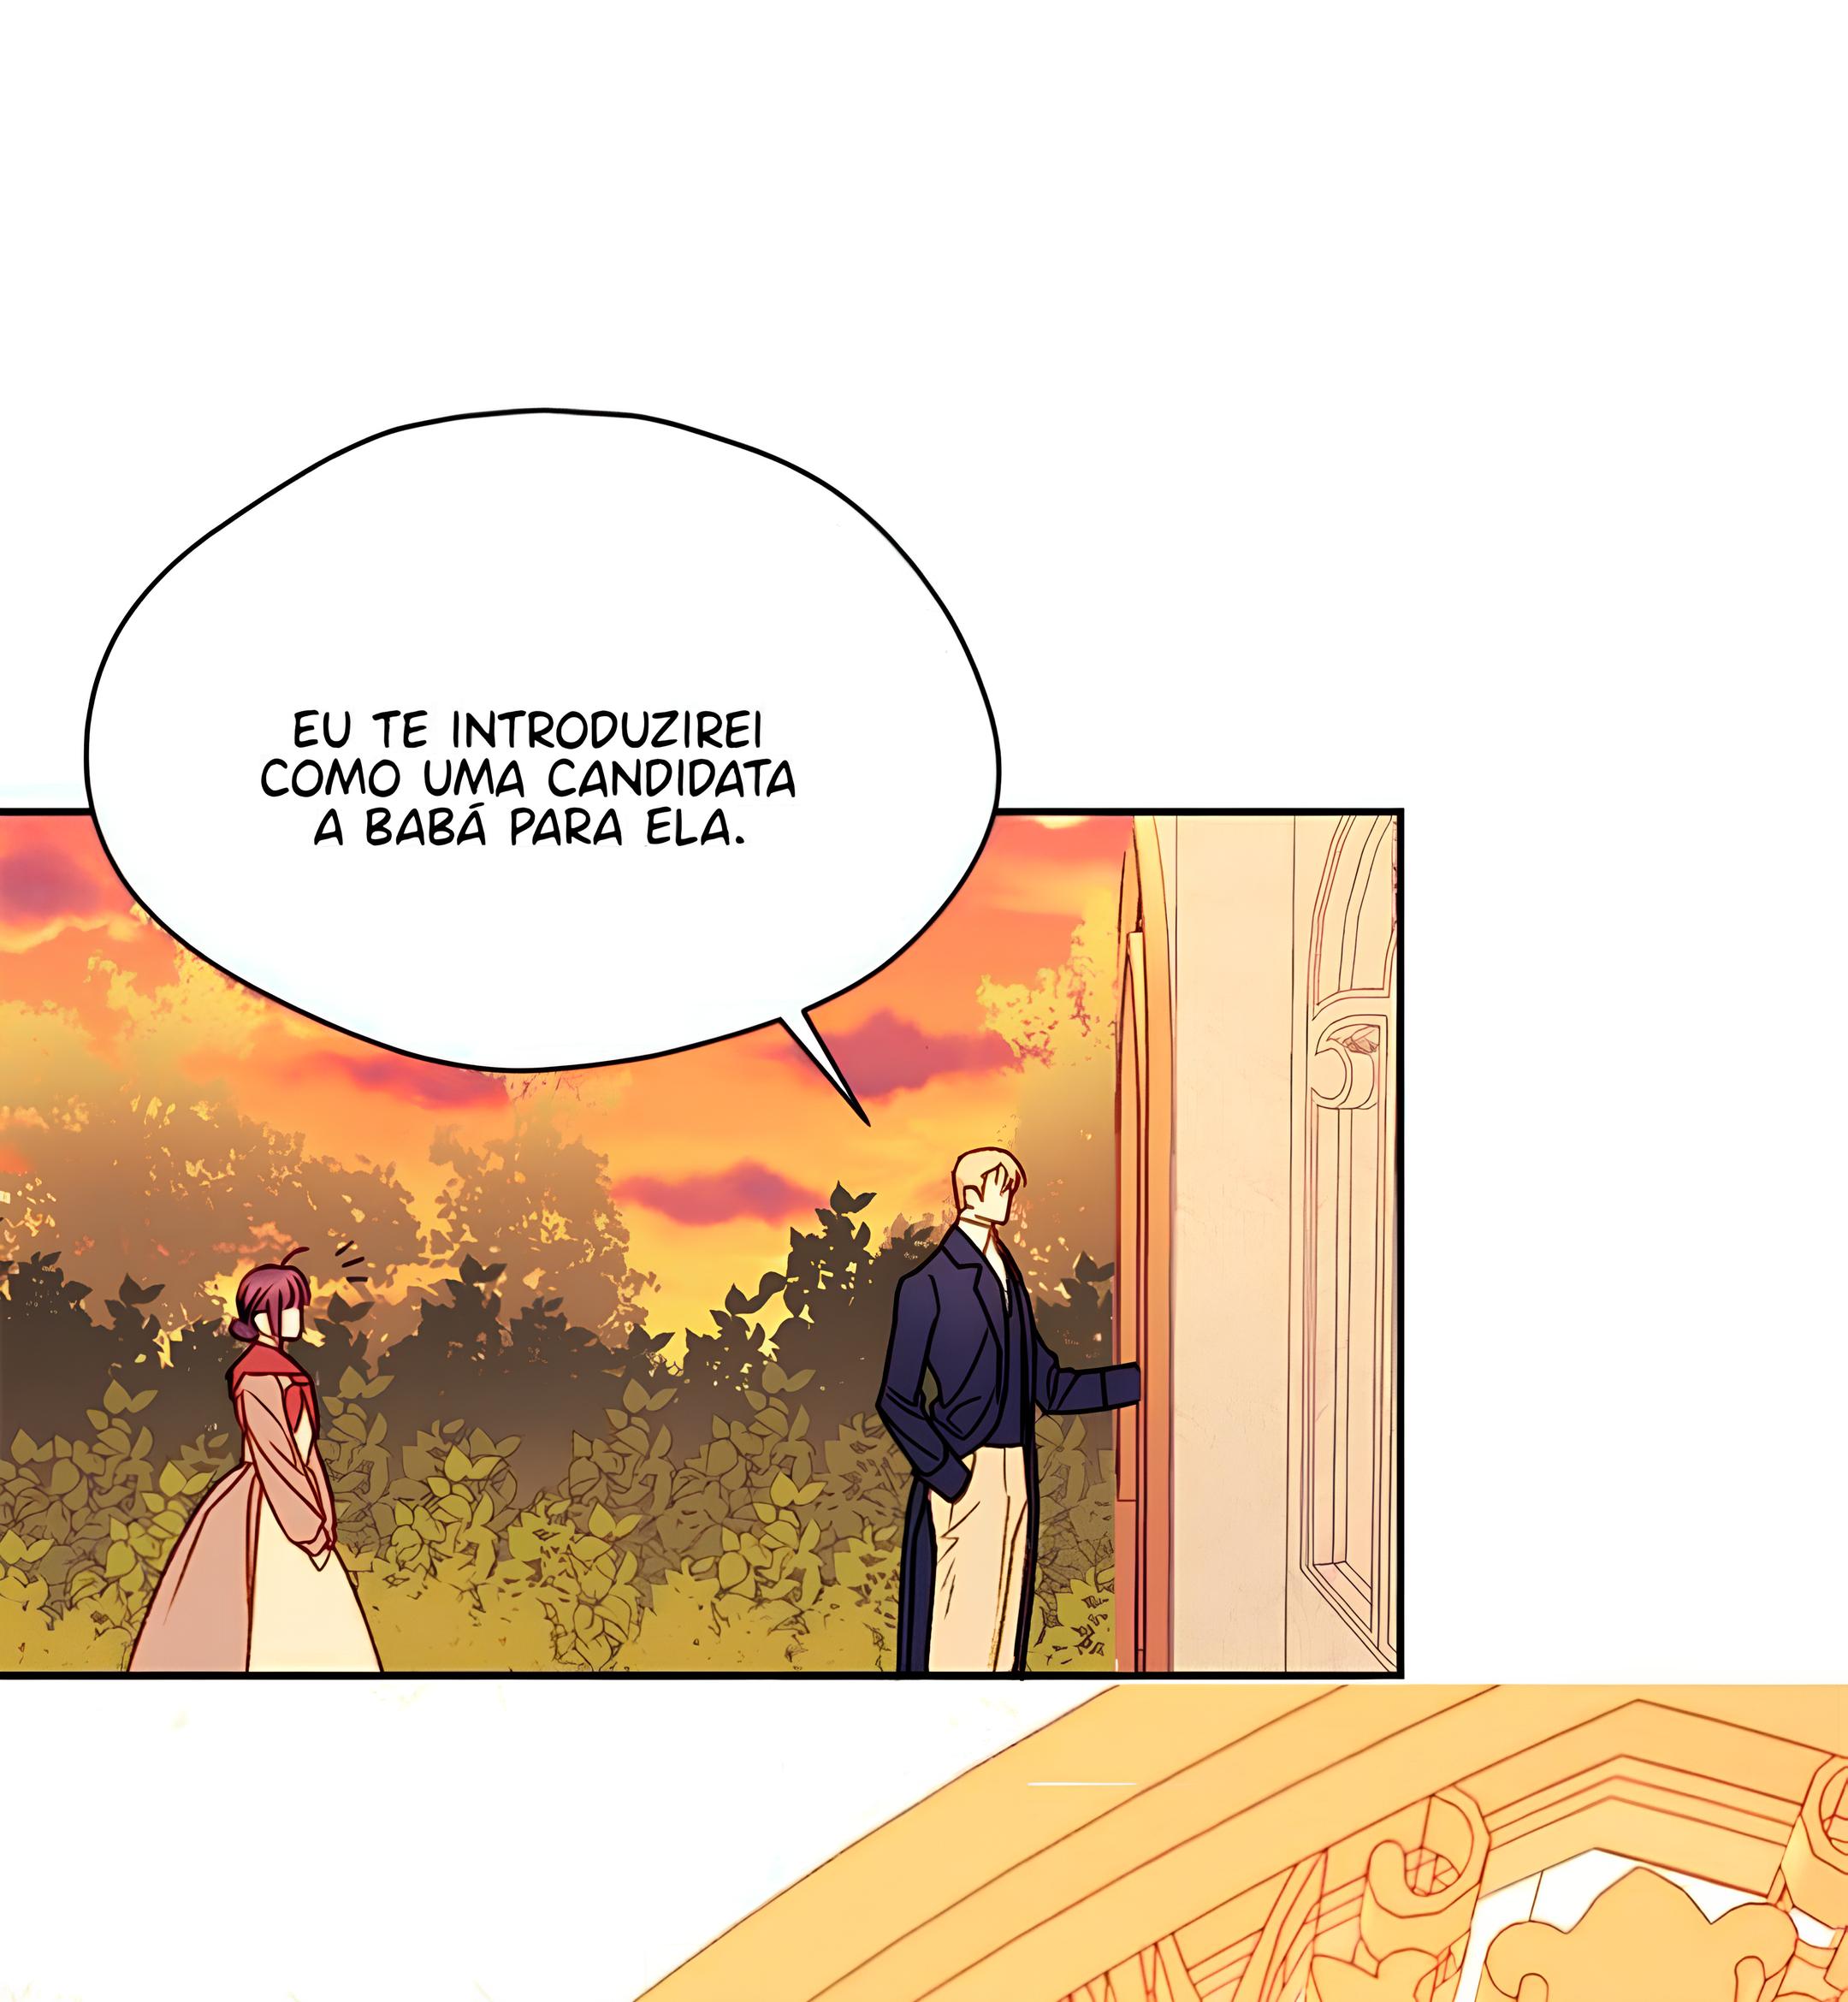 EU TE INTRODUZIREI
COMO UMA CANDIDATA
A BABÁ PARA ELA.